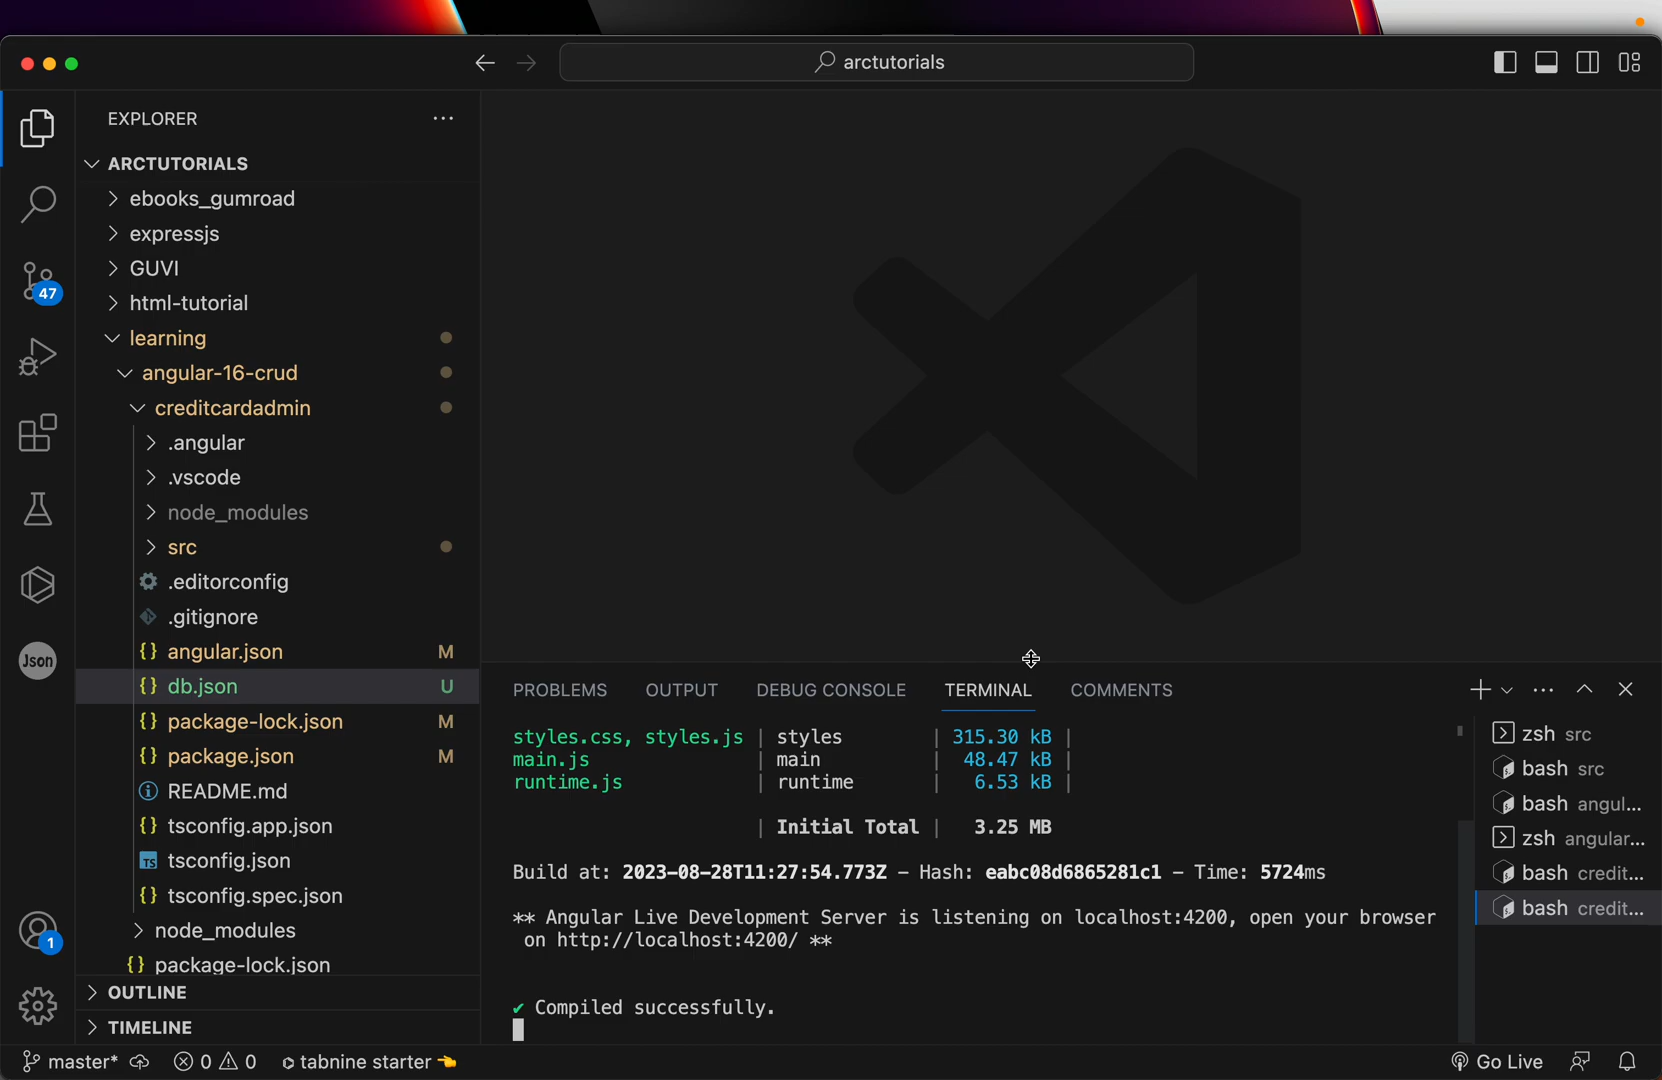 arctutorials
EXPLORER
ARCTUTORIALS
ebooks_gumroad
expressjs
GUVI
html-tutorial
learning
angular-16-crud
creditcardadmin
.angular
.vscode
node_modules
src
.editorconfig
.gitignore
{} angular.json M
{} db.json U
{} package-lock.json M
{} package.json M
README.md
{} tsconfig.app.json
TS tsconfig.json
{} tsconfig.spec.json
node_modules
{} package-lock.json
OUTLINE
TIMELINE
47
Json
1
PROBLEMS OUTPUT DEBUG CONSOLE TERMINAL COMMENTS
styles.css, styles.js | styles | 315.30 kB |
main.js | main | 48.47 kB |
runtime.js | runtime | 6.53 kB |
| Initial Total | 3.25 MB
Build at: 2023-08-28T11:27:54.773Z - Hash: eabc08d6865281c1 - Time: 5724ms
** Angular Live Development Server is listening on localhost:4200, open your browser
on http://localhost:4200/ **
✔ Compiled successfully.
zsh src
bash src
bash angul...
zsh angular...
bash credit...
bash credit...
master* 0 0 tabnine starter 👈 Go Live